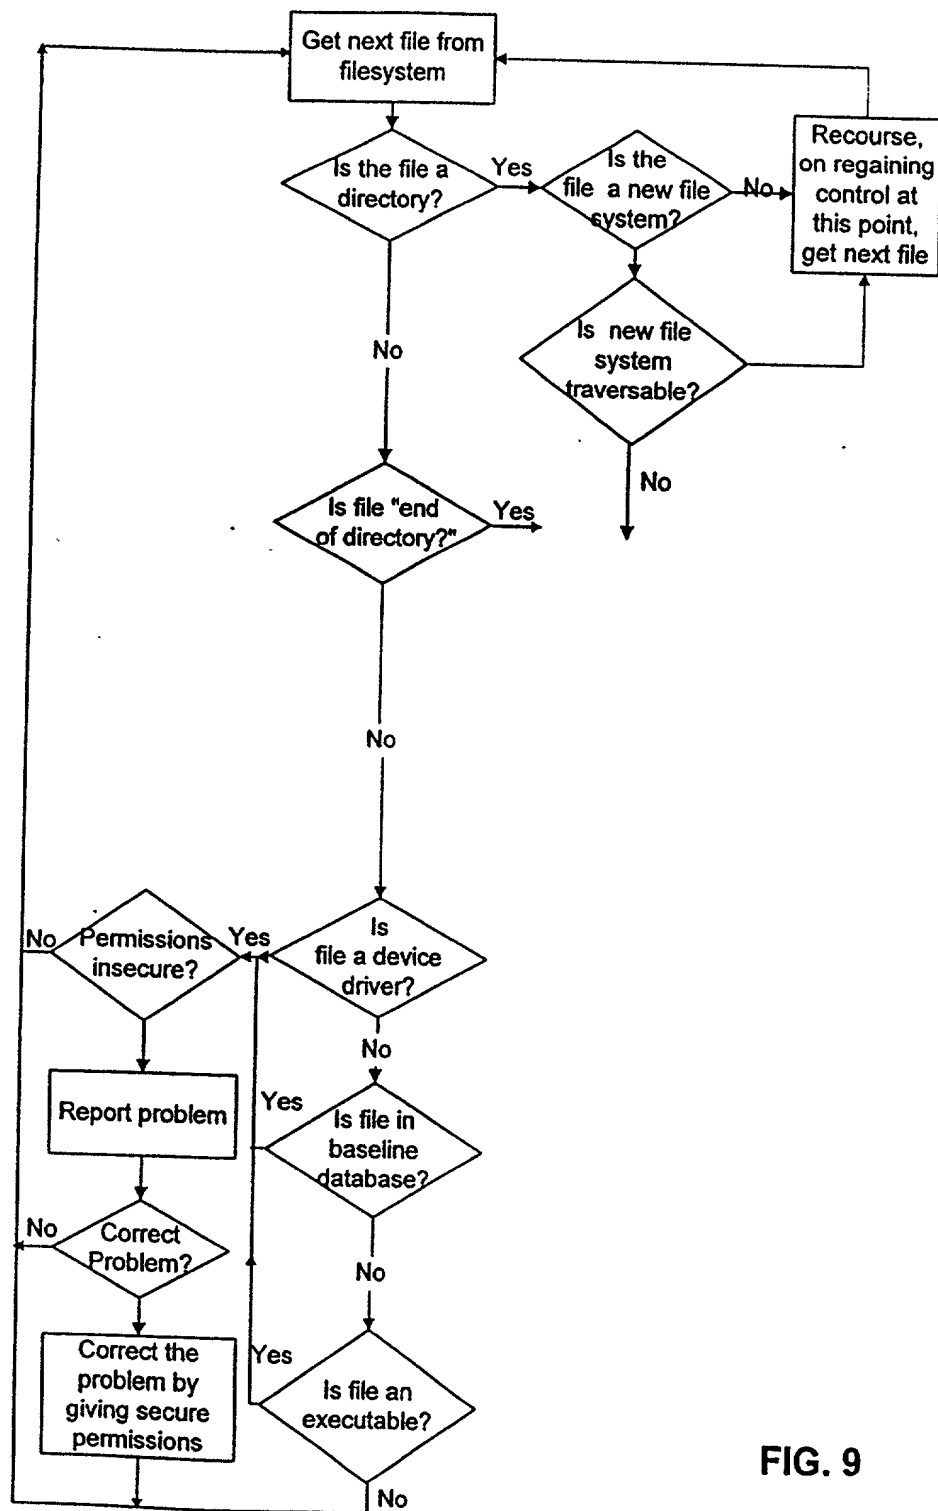 Get next file from
filesystem
Is the file a
directory?
Yes
Is the
file a new file
system?
No
Recourse,
on regaining
control at
this point,
get next file
No
Is new file
system
traversable?
No
Is file "end
of directory?"
Yes
No
No
Permissions
insecure?
Yes
Is
file a device
driver?
No
Report problem
Yes
Is file in
baseline
database?
No
Correct
Problem?
No
Correct the
problem by
giving secure
permissions
Yes
Is file an
executable?
No
FIG. 9